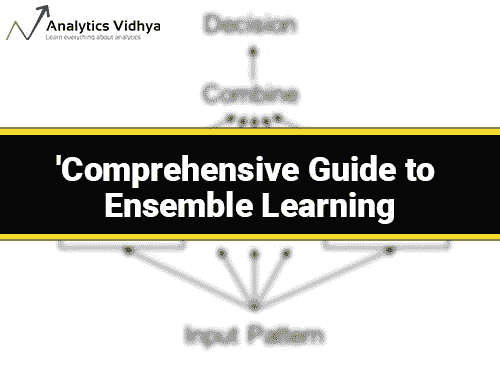 Analytics Vidhya
Learn everything about analytics
Decision
Combine
'Comprehensive Guide to
Ensemble Learning
Input Pattern